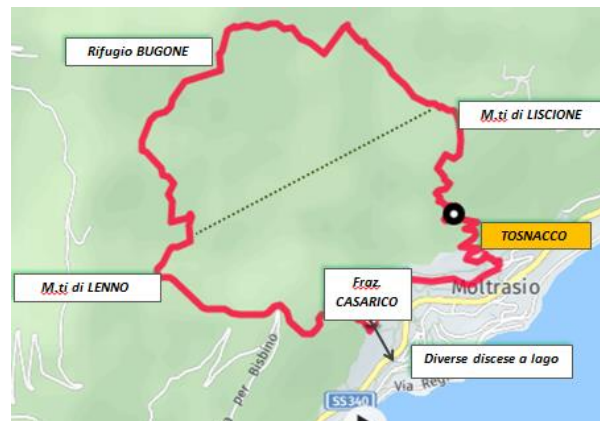 Rifugio BUGONE
M.ti di LISCIONE
TOSNACCO
M.ti di LENNO
Fraz.
CASARICO
Moltrasio
Diverse discese a lago
per Bisbino
Via Reg
SS340